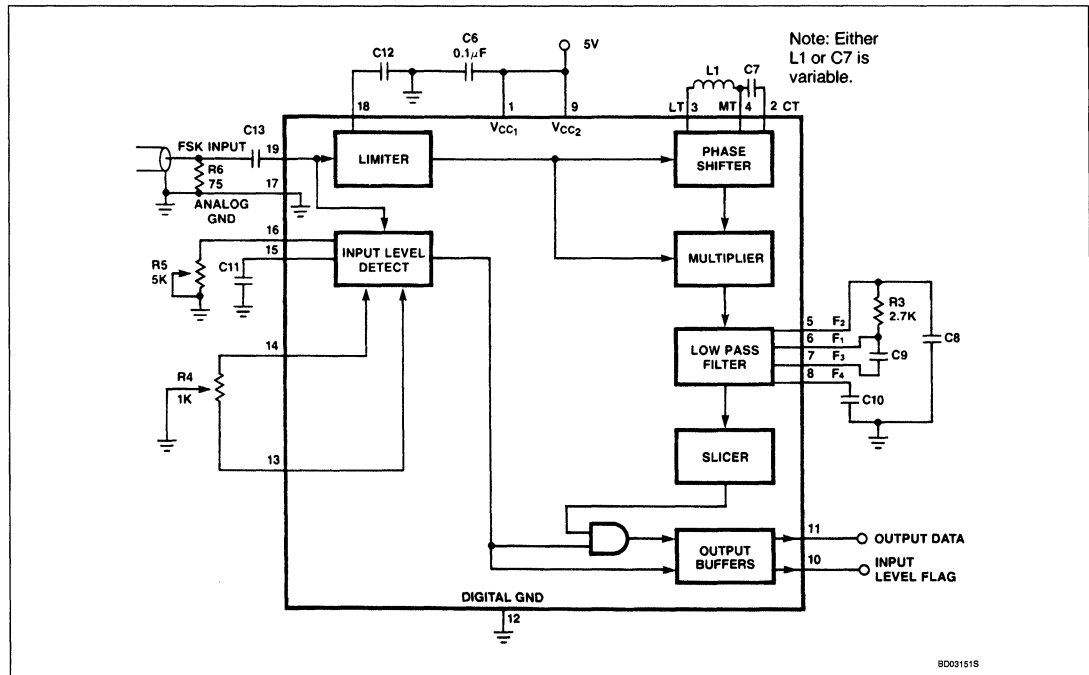 Note: Either
L1 or C7 is
variable.
C12
C6
0.1µF
5V
L1
C7
18
1
9
LT 3
MT 4
2 CT
VCC1
VCC2
C13
FSK INPUT
19
R6
75
17
ANALOG
GND
LIMITER
PHASE
SHIFTER
16
15
R5
5K
C11
INPUT LEVEL
DETECT
MULTIPLIER
14
R4
1K
13
LOW PASS
FILTER
5 F2
6 F1
7 F3
8 F4
R3
2.7K
C9
C8
C10
SLICER
OUTPUT
BUFFERS
11
OUTPUT DATA
10
INPUT
LEVEL FLAG
DIGITAL GND
12
BD03151S